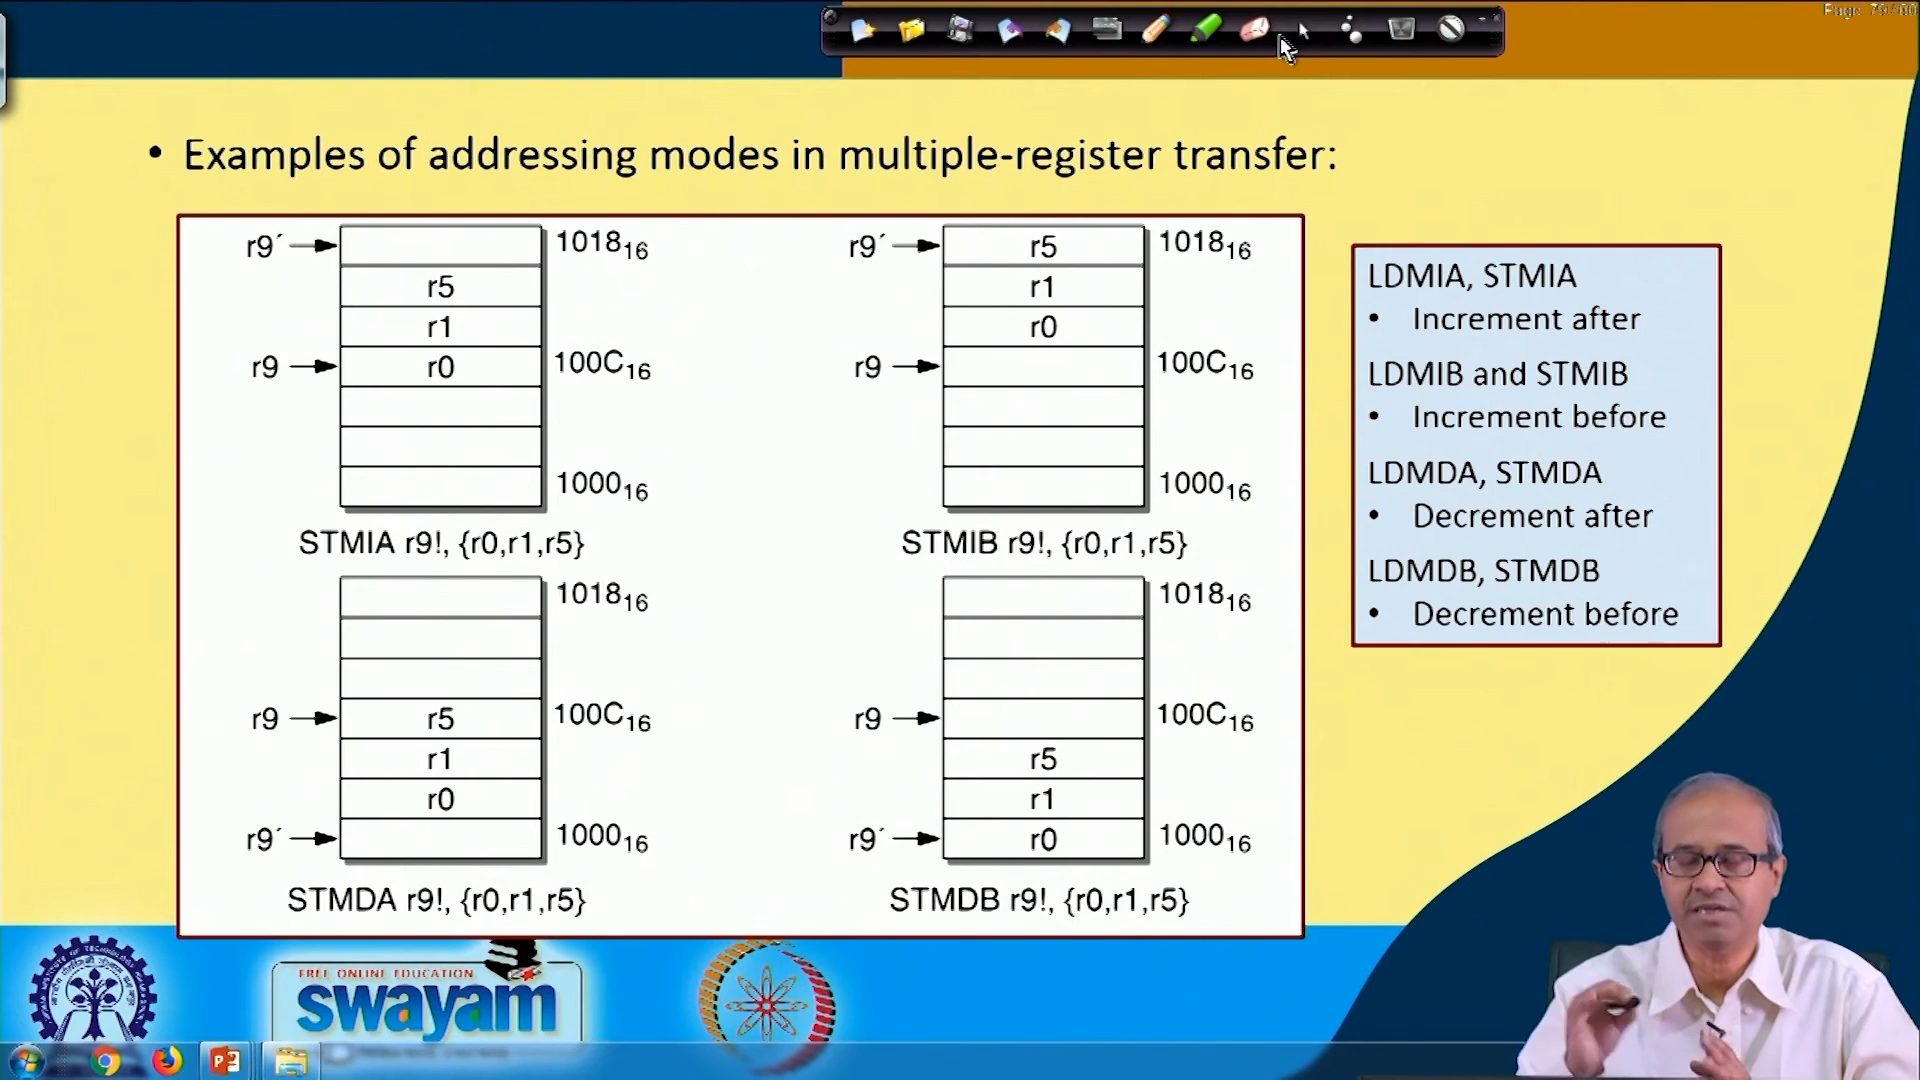 Page 79/80
• Examples of addressing modes in multiple-register transfer:
r9´ 1018₁₆
r5
r1
r9 r0 100C₁₆
1000₁₆
STMIA r9!, {r0,r1,r5}
r9´ r5 1018₁₆
r1
r0
r9 100C₁₆
1000₁₆
STMIB r9!, {r0,r1,r5}
1018₁₆
r9 r5 100C₁₆
r1
r0
r9´ 1000₁₆
STMDA r9!, {r0,r1,r5}
1018₁₆
r9 100C₁₆
r5
r1
r9´ r0 1000₁₆
STMDB r9!, {r0,r1,r5}
LDMIA, STMIA
• Increment after
LDMIB and STMIB
• Increment before
LDMDA, STMDA
• Decrement after
LDMDB, STMDB
• Decrement before
FREE ONLINE EDUCATION
swayam